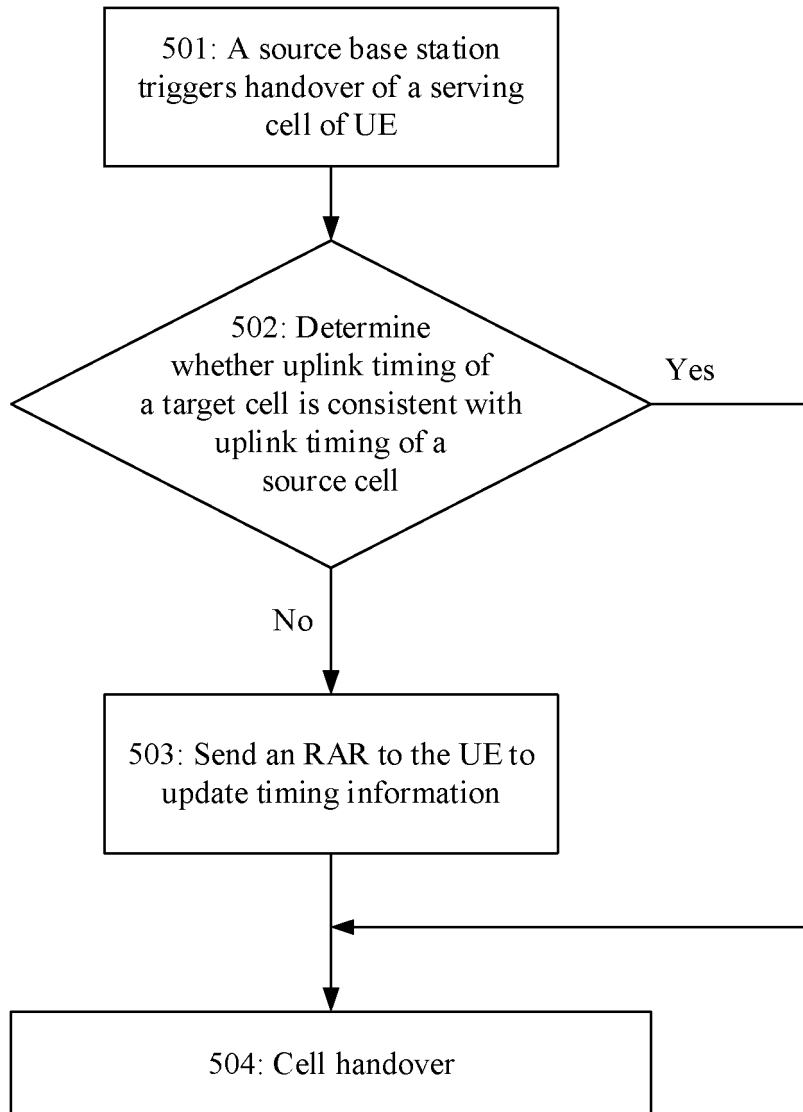 501: A source base station
triggers handover of a serving
cell of UE
502: Determine
whether uplink timing of
a target cell is consistent with
uplink timing of a
source cell
Yes
No
503: Send an RAR to the UE to
update timing information
504: Cell handover